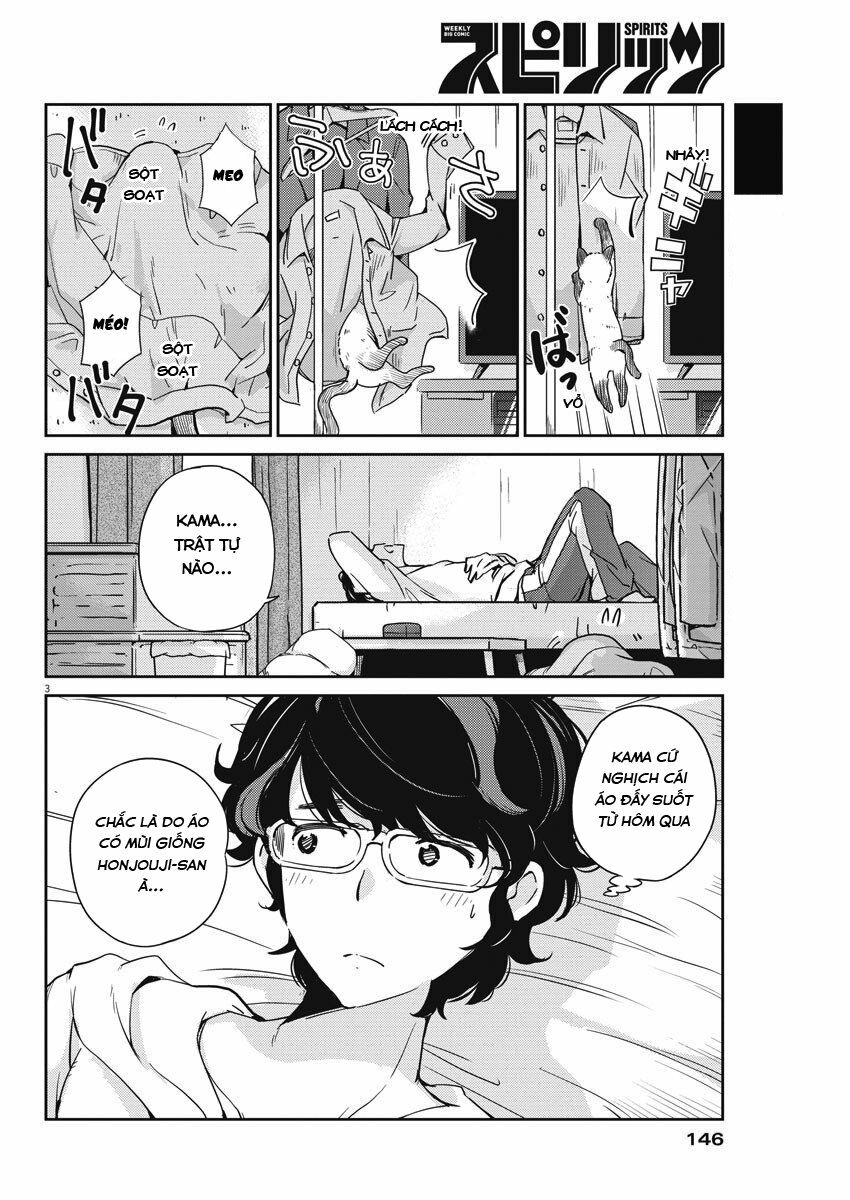 WEEKLY
BIG COMIC
SPIRITS
スピリッツ
NHẢY!
ギニャ
ばっ
VỒ
LÁCH CÁCH!
ふぁさ
バタ
MEO
SỘT
SOẠT
MÉO!
SỘT
SOẠT
バタ
KAMA...
TRẬT TỰ
NÀO...
3
KAMA CỨ
NGHỊCH CÁI
ÁO ĐẤY SUỐT
TỪ HÔM QUA
CHẮC LÀ DO ÁO
CÓ MÙI GIỐNG
HONJOUJI-SAN
À...
146